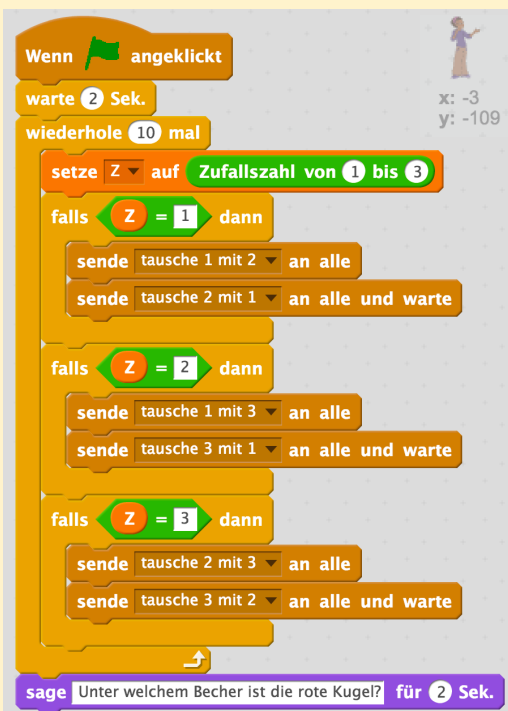 Wenn angeklickt
warte 2 Sek.
x: -3
y: -109
wiederhole 10 mal
setze Z auf Zufallszahl von 1 bis 3
falls Z = 1 dann
sende tausche 1 mit 2 an alle
sende tausche 2 mit 1 an alle und warte
falls Z = 2 dann
sende tausche 1 mit 3 an alle
sende tausche 3 mit 1 an alle und warte
falls Z = 3 dann
sende tausche 2 mit 3 an alle
sende tausche 3 mit 2 an alle und warte
sage Unter welchem Becher ist die rote Kugel? für 2 Sek.